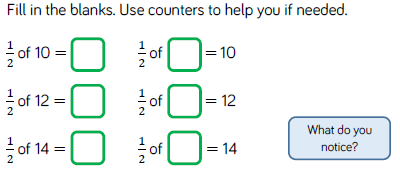 Fill in the blanks. Use counters to help you if needed.
1/2 of 10 = 
1/2 of = 10
1/2 of 12 = 
1/2 of = 12
1/2 of 14 = 
1/2 of = 14
What do you
notice?